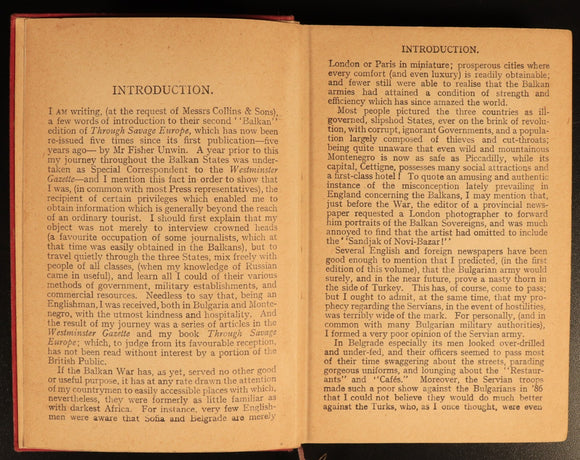 INTRODUCTION.
I AM writing, (at the request of Messrs Collins & Sons),
a few words of introduction to their second "Balkan"
edition of Through Savage Europe, which has now been
re-issued five times since its first publication—five
years ago—by Mr Fisher Unwin. A year prior to this
my journey throughout the Balkan States was under-
taken as Special Correspondent to the Westminster
Gazette—and I mention this fact in order to show that
I was, (in common with most Press representatives), the
recipient of certain privileges which enabled me to
obtain information which is generally beyond the reach
of an ordinary tourist. I should first explain that my
object was not merely to interview crowned heads
(a favourite occupation of some journalists, which at
that time was easily obtained in the Balkans), but to
travel quietly through the three States, mix freely with
people of all classes, (when my knowledge of Russian
came in useful), and learn all I could of their various
methods of government, military establishments, and
commercial resources. Needless to say that, being an
Englishman, I was received, both in Bulgaria and Monte-
negro, with the utmost kindness and hospitality. And
the result of my journey was a series of articles in the
Westminster Gazette and my book Through Savage
Europe; which, to judge from its favourable reception,
has not been read without interest by a portion of the
British Public.
If the Balkan War has, as yet, served no other good
or useful purpose, it has at any rate drawn the attention
of my countrymen to easily accessible places with which,
nevertheless, they were formerly as little familiar as
with darkest Africa. For instance, very few English-
men were aware that Sofia and Belgrade are merely
INTRODUCTION.
London or Paris in miniature; prosperous cities where
every comfort (and even luxury) is readily obtainable;
and fewer still were able to realise that the Balkan
armies had attained a condition of strength and
efficiency which has since amazed the world.
Most people pictured the three countries as ill-
governed, slipshod States, ever on the brink of revolu-
tion, with corrupt, ignorant Governments, and a popula-
tion largely composed of thieves and cut-throats;
being quite unaware that even wild and mountainous
Montenegro is now as safe as Piccadilly, while its
capital, Cettigne, possesses many social attractions and
a first-class hotel! To quote an amusing and authentic
instance of the misconception lately prevailing in
England concerning the Balkans, I may mention that,
just before the War, the editor of a provincial news-
paper requested a London photographer to forward
him portraits of the Balkan Sovereigns, and was much
annoyed to find that the artist had omitted to include
the "Sandjak of Novi-Bazar!"
Several English and foreign newspapers have been
good enough to mention that I predicted, (in the first
edition of this volume), that the Bulgarian army would
surely, and in the near future, prove a nasty thorn in
the side of Turkey. This has, of course, come to pass;
but I ought to admit, at the same time, that my pro-
phecy regarding the Servians, in the event of hostilities,
was terribly wide of the mark. For personally, (and in
common with many Bulgarian military authorities),
I formed a very poor opinion of the Servian army.
In Belgrade especially its men looked over-drilled
and under-fed, and their officers seemed to pass most
of their time swaggering about the streets, parading
gorgeous uniforms, and lounging about the "Restaur-
ants" and "Cafés." Moreover, the Servian troops
made such a poor show against the Bulgarians in '86
that I could not believe they would do much better
against the Turks, who, as I once thought, were even